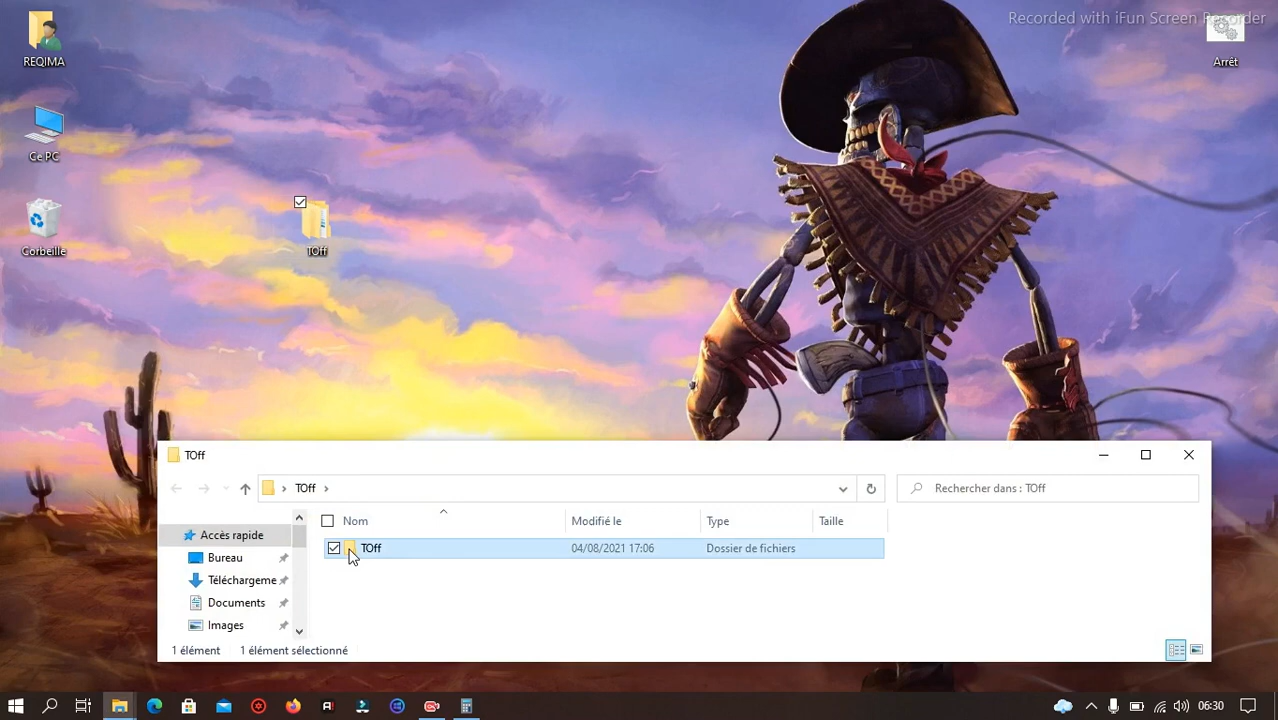 Recorded with iFun Screen Recorder
REQIMA
Arrêt
Ce PC
Corbeille
TOff
TOff
TOff
Rechercher dans : TOff
Nom
Modifié le
Type
Taille
Accès rapide
TOff
04/08/2021 17:06
Dossier de fichiers
Bureau
Téléchargeme
Documents
Images
1 élément
1 élément sélectionné
06:30